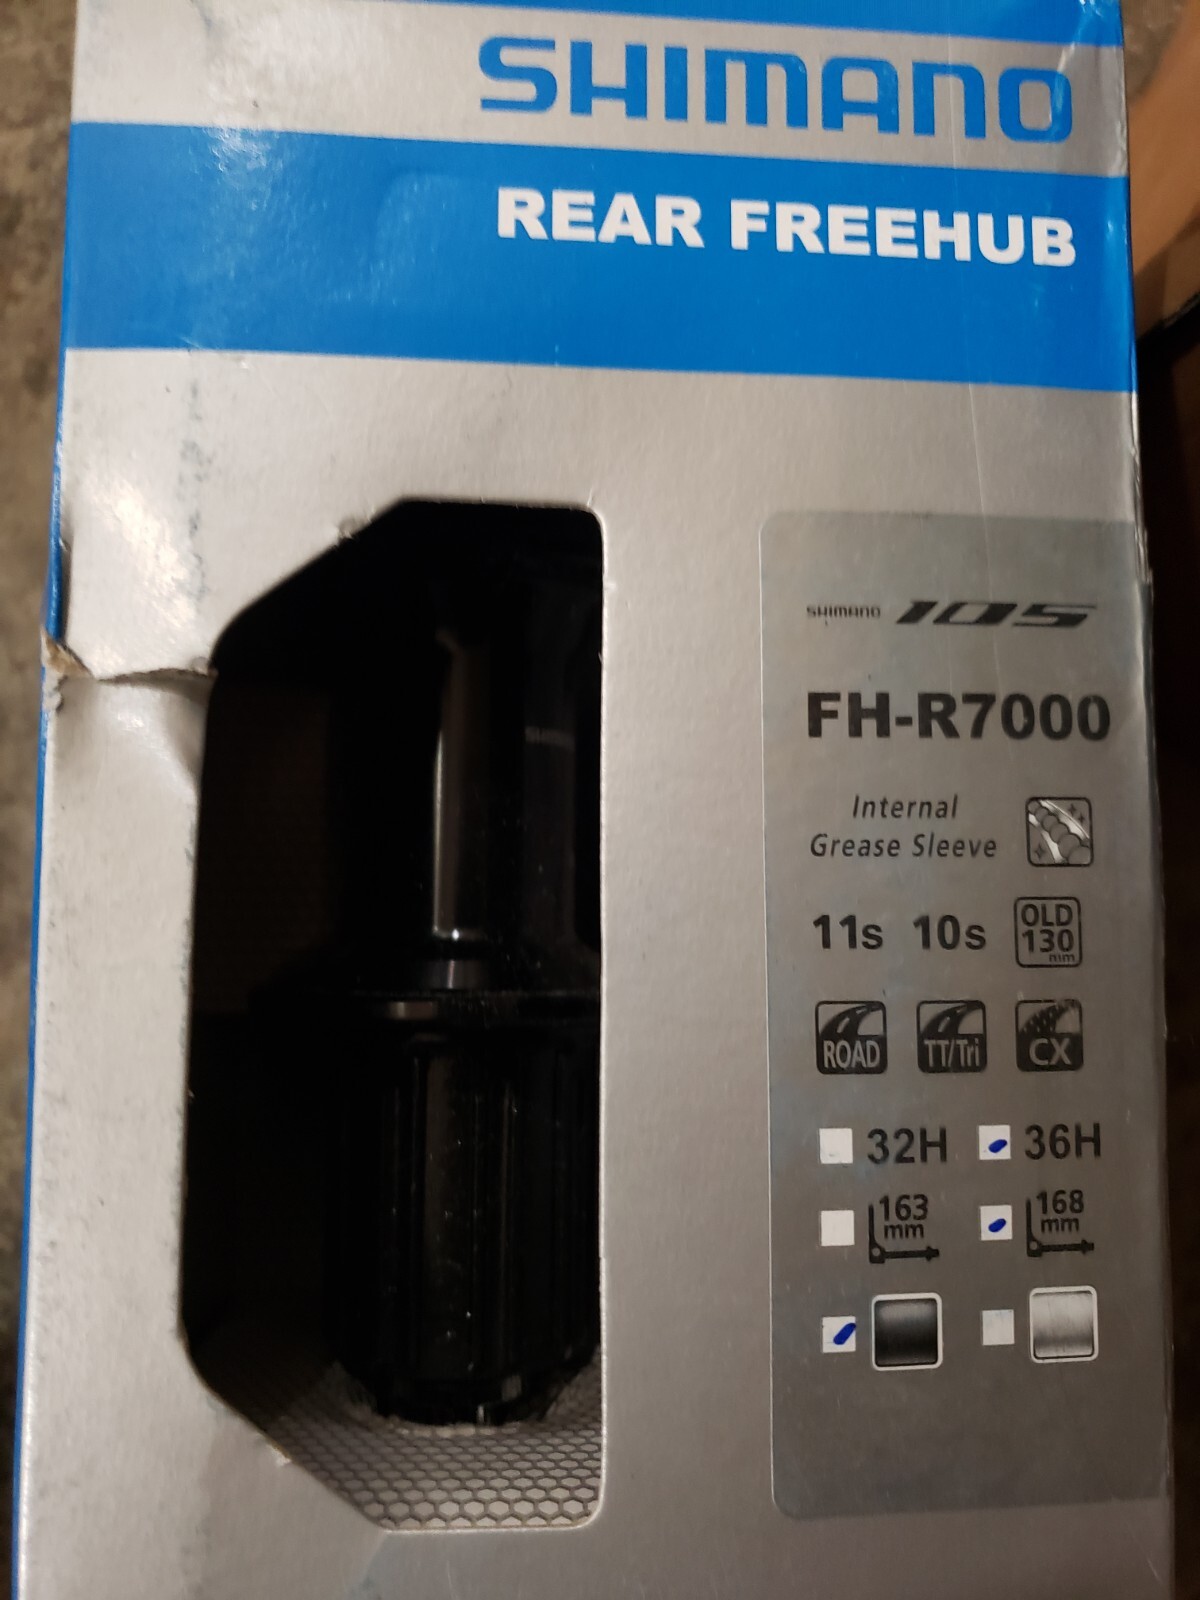 SHIMANO
REAR FREEHUB
SHIMANO 105
FH-R7000
Internal
Grease Sleeve
11s 10s OLD 130 mm
ROAD TT/Tri CX
32H 36H
163 mm 168 mm